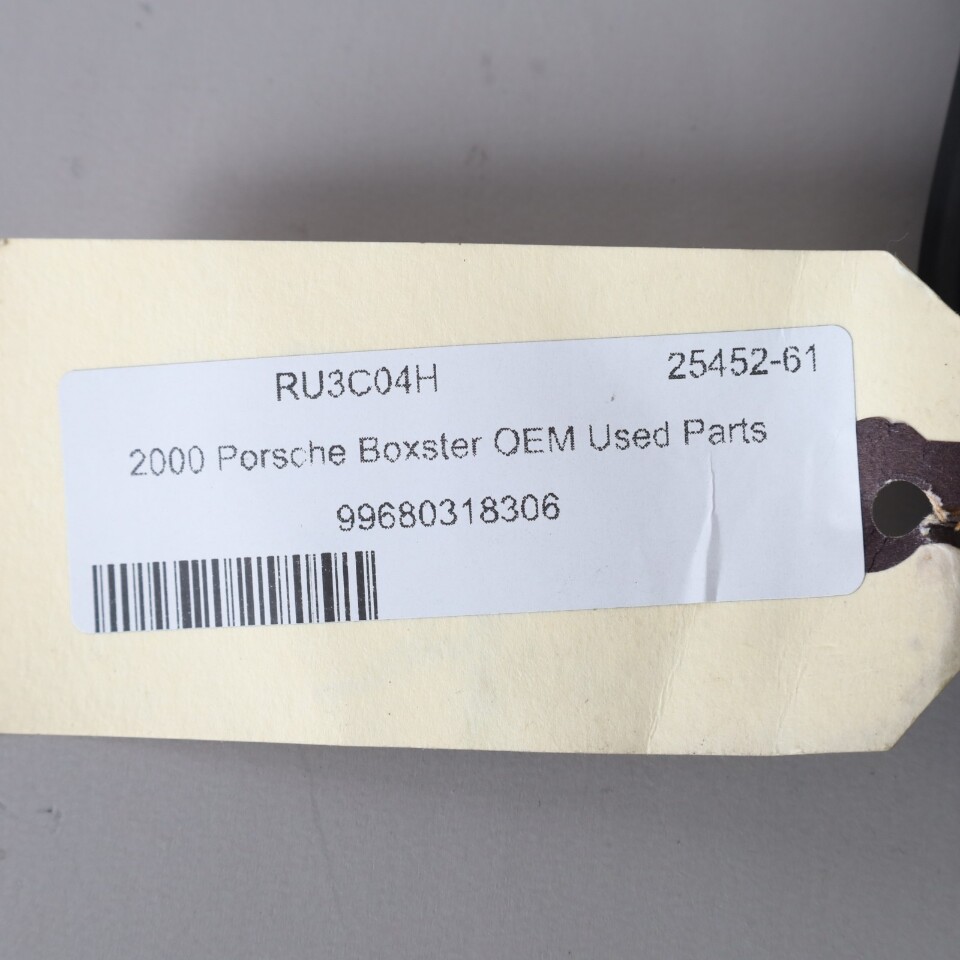 RU3C04H 25452-61
2000 Porsche Boxster OEM Used Parts
99680318306